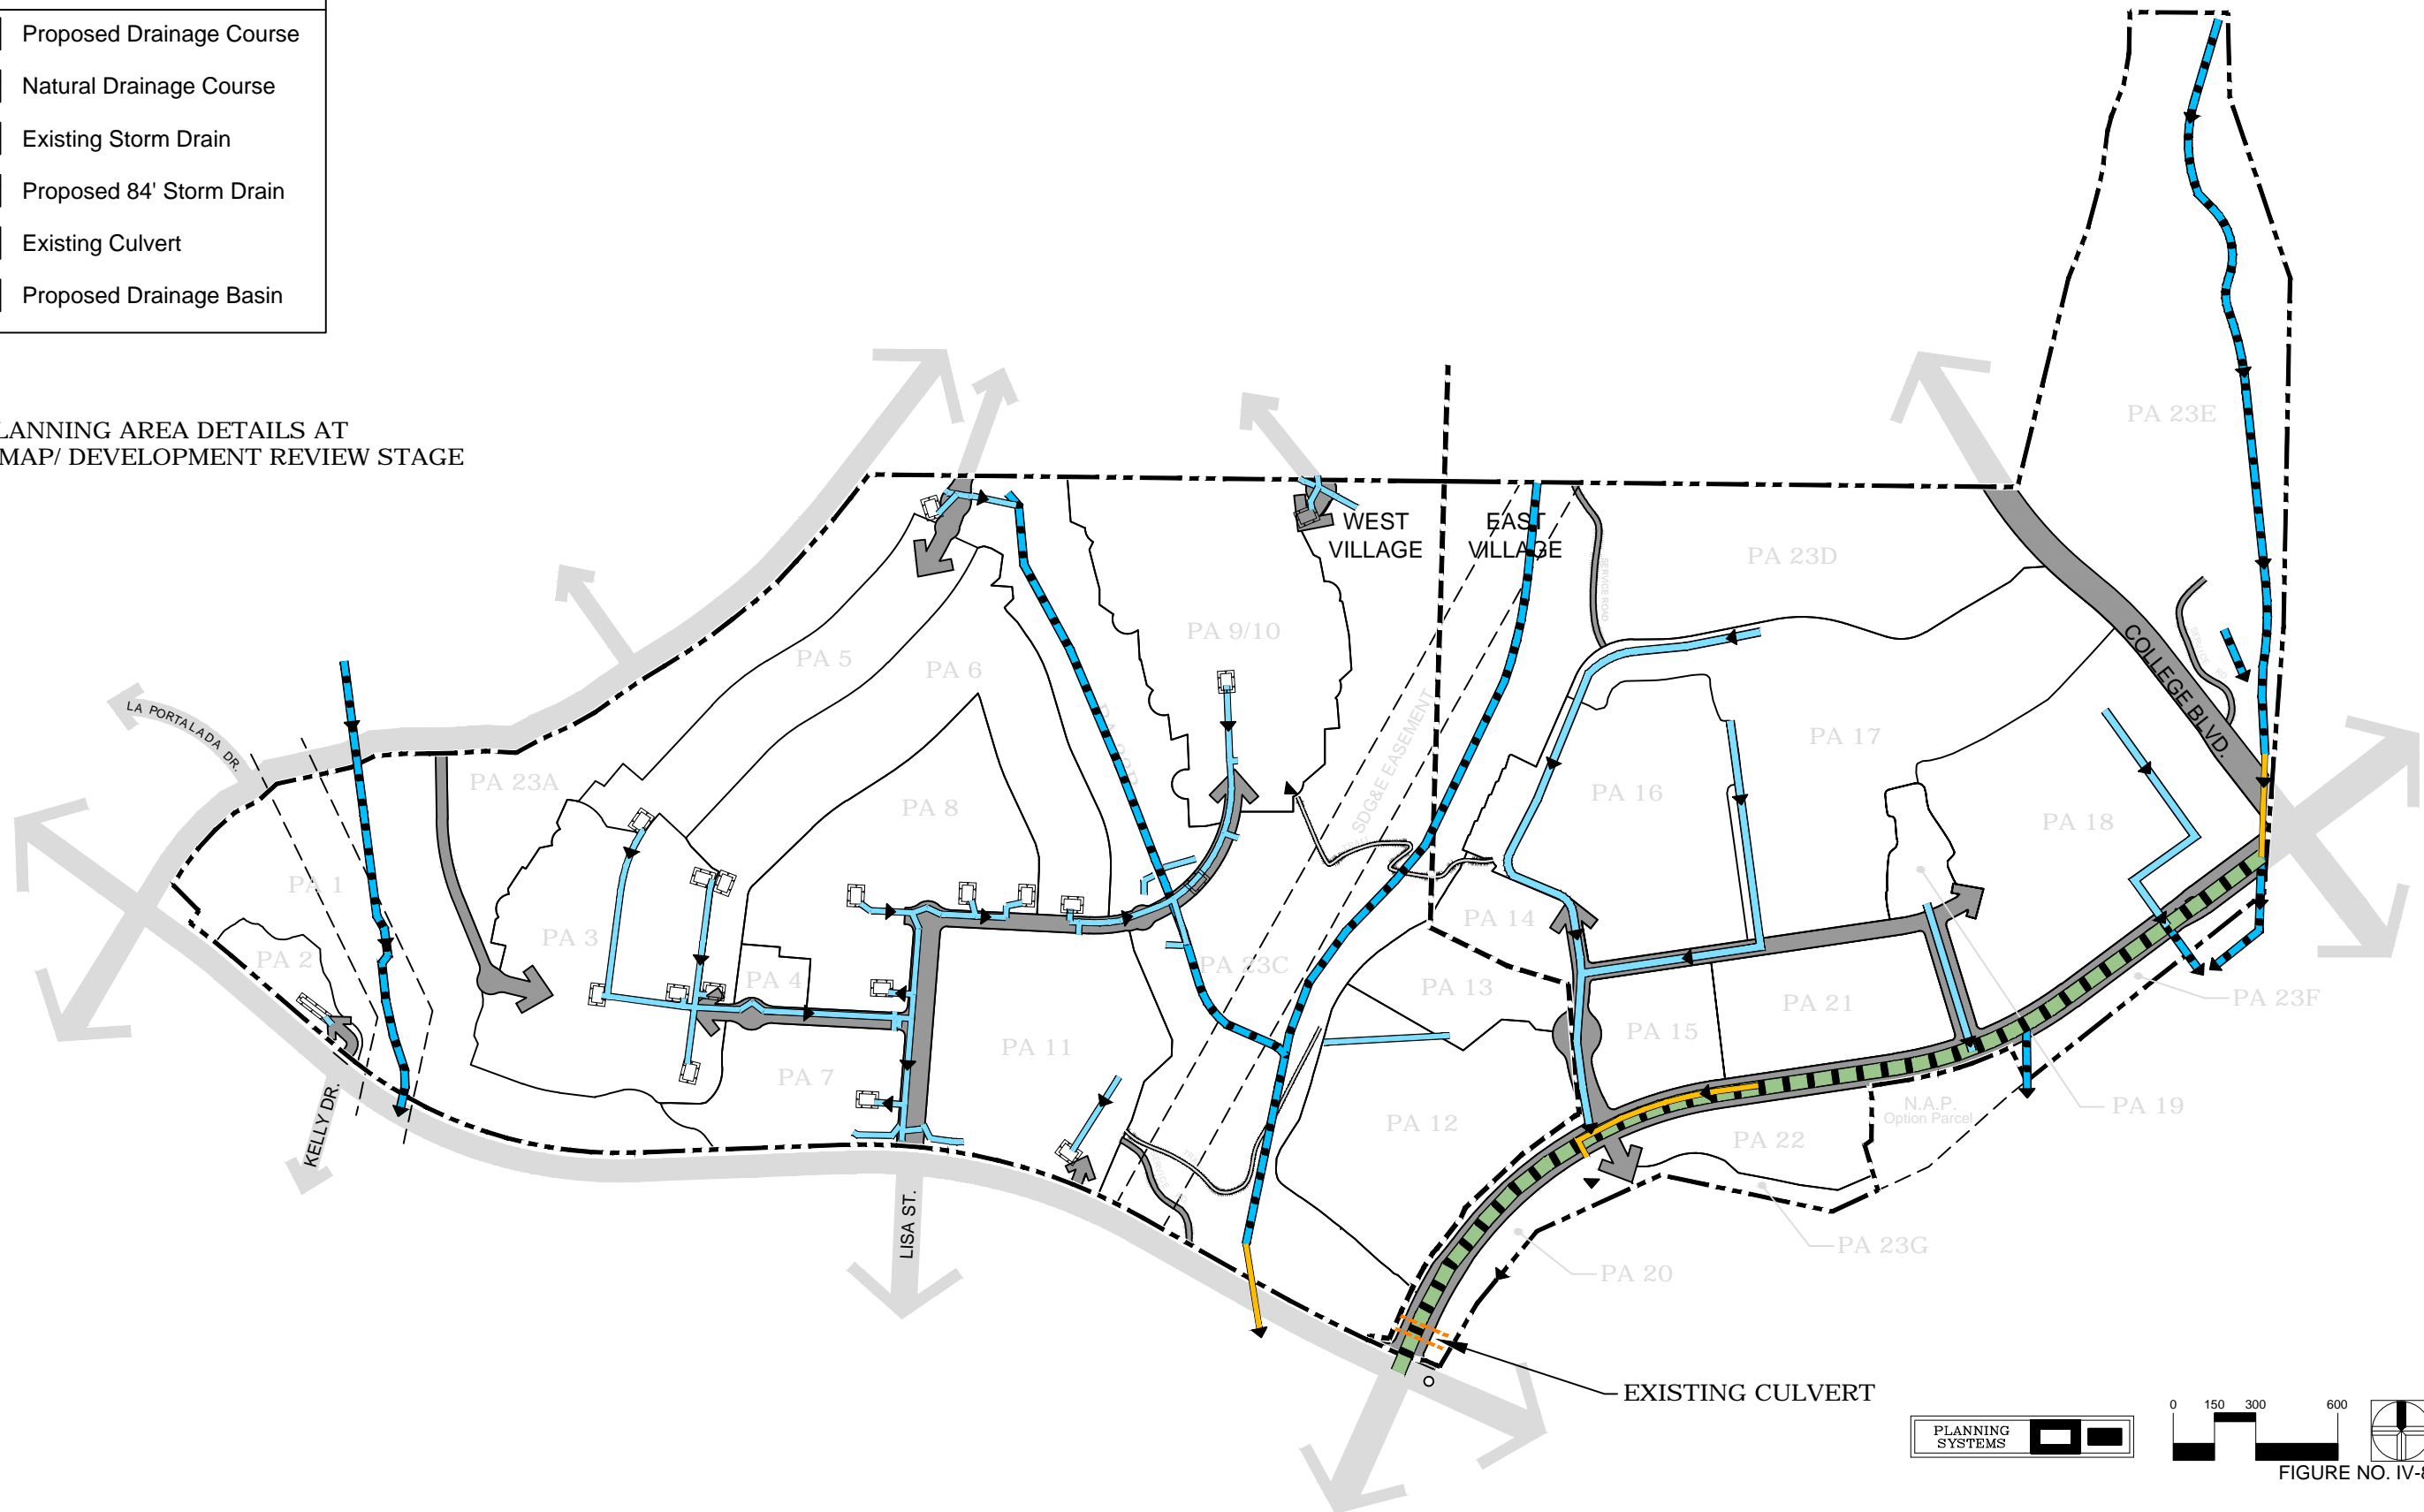 Proposed Drainage Course
Natural Drainage Course
Existing Storm Drain
Proposed 84' Storm Drain
Existing Culvert
Proposed Drainage Basin
LANNING AREA DETAILS AT
MAP/ DEVELOPMENT REVIEW STAGE
PA 23E
WEST
VILLAGE
EAST
VILLAGE
PA 23D
SERVICE ROAD
PA 5
PA 6
PA 9/10
COLLEGE BLVD.
LA PORTALADA DR.
SDG&E EASEMENT
PA 23A
PA 8
PA 16
PA 17
PA 18
PA 1
PA 2
PA 3
PA 4
PA 14
PA 23C
PA 13
PA 21
PA 23F
PA 15
PA 11
PA 7
PA 12
N.A.P.
Option Parcel
PA 19
PA 22
KELLY DR.
LISA ST.
PA 23G
PA 20
EXISTING CULVERT
PLANNING
SYSTEMS
0 150 300 600
FIGURE NO. IV-8